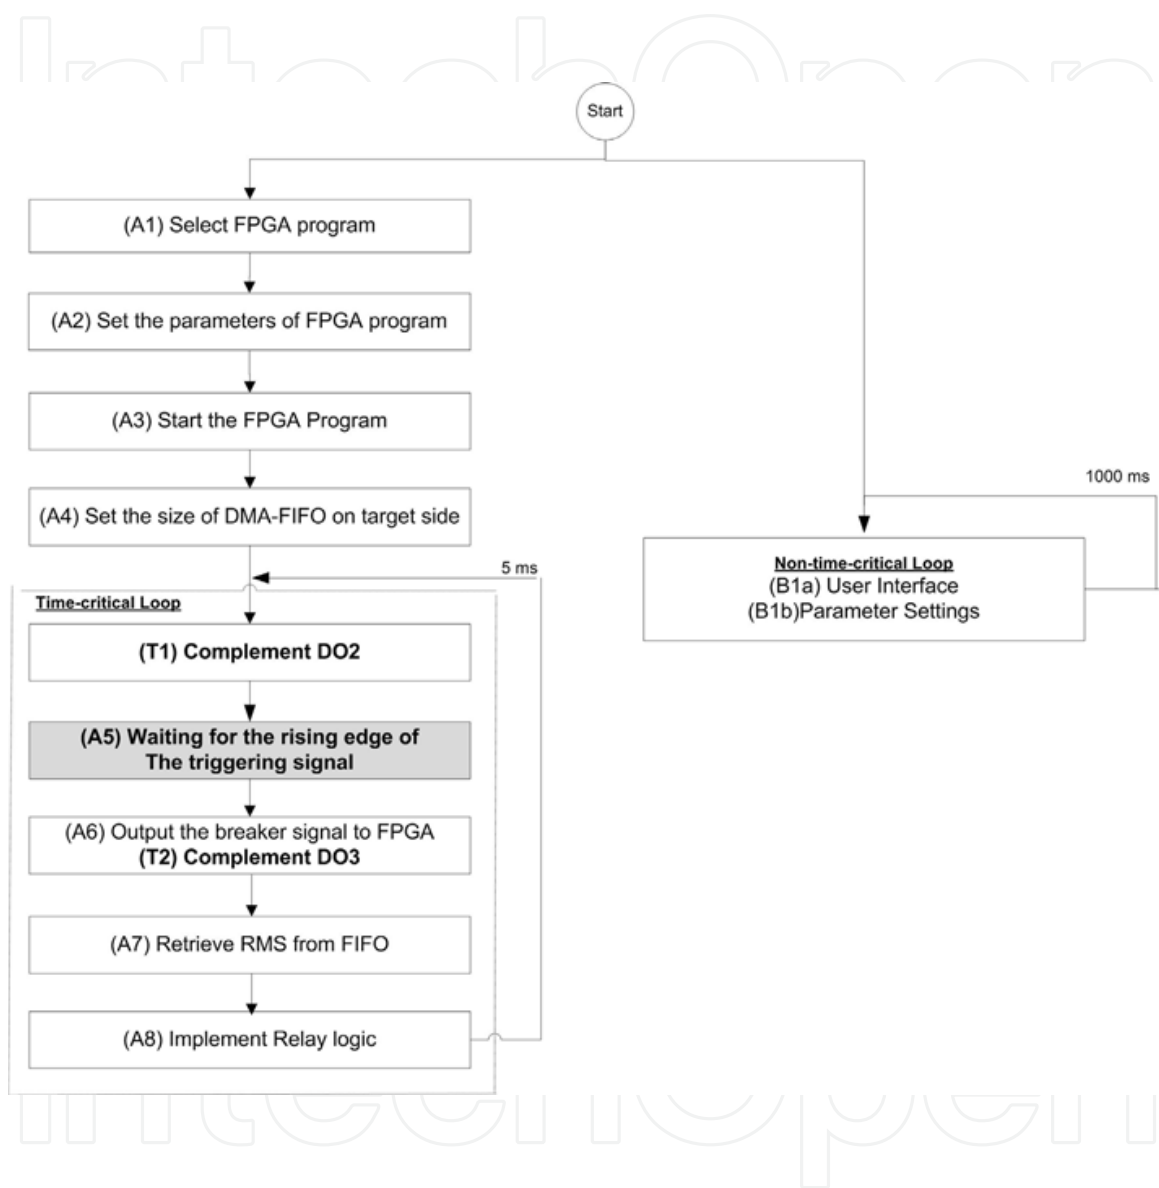 IntechOpen
Start
(A1) Select FPGA program
(A2) Set the parameters of FPGA program
(A3) Start the FPGA Program
(A4) Set the size of DMA-FIFO on target side
5 ms
Time-critical Loop
(T1) Complement DO2
(A5) Waiting for the rising edge of
The triggering signal
(A6) Output the breaker signal to FPGA
(T2) Complement DO3
(A7) Retrieve RMS from FIFO
(A8) Implement Relay logic
1000 ms
Non-time-critical Loop
(B1a) User Interface
(B1b)Parameter Settings
IntechOpen